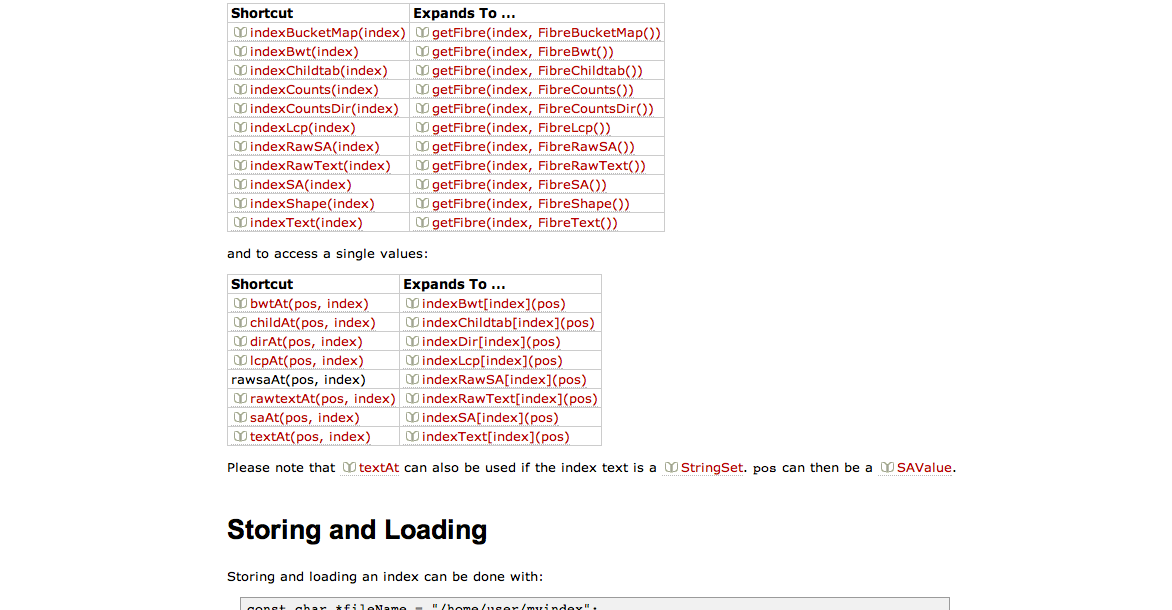 Shortcut Expands To ...
indexBucketMap(index) getFibre(index, FibreBucketMap())
indexBwt(index) getFibre(index, FibreBwt())
indexChildtab(index) getFibre(index, FibreChildtab())
indexCounts(index) getFibre(index, FibreCounts())
indexCountsDir(index) getFibre(index, FibreCountsDir())
indexLcp(index) getFibre(index, FibreLcp())
indexRawSA(index) getFibre(index, FibreRawSA())
indexRawText(index) getFibre(index, FibreRawText())
indexSA(index) getFibre(index, FibreSA())
indexShape(index) getFibre(index, FibreShape())
indexText(index) getFibre(index, FibreText())
and to access a single values:
Shortcut Expands To ...
bwtAt(pos, index) indexBwt[index](pos)
childAt(pos, index) indexChildtab[index](pos)
dirAt(pos, index) indexDir[index](pos)
lcpAt(pos, index) indexLcp[index](pos)
rawsaAt(pos, index) indexRawSA[index](pos)
rawtextAt(pos, index) indexRawText[index](pos)
saAt(pos, index) indexSA[index](pos)
textAt(pos, index) indexText[index](pos)
Please note that textAt can also be used if the index text is a StringSet. pos can then be a SAValue.
Storing and Loading
Storing and loading an index can be done with:
const char *fileName = "/home/user/myindex";